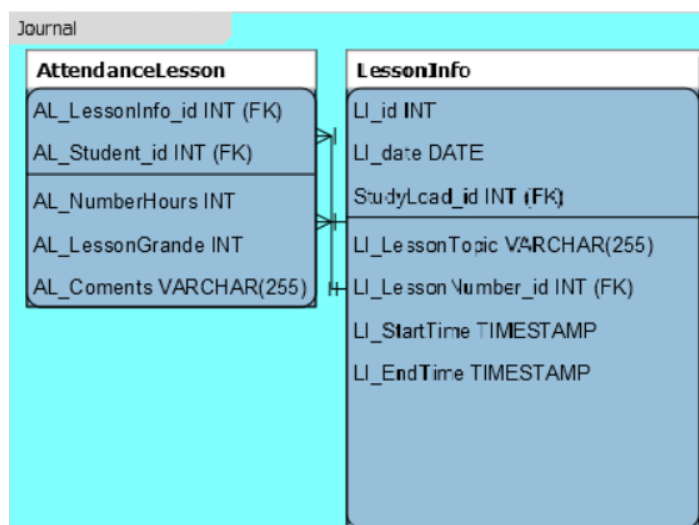 Journal
AttendanceLesson
AL_LessonInfo_id INT (FK)
AL_Student_id INT (FK)
AL_NumberHours INT
AL_LessonGrande INT
AL_Coments VARCHAR(255)
LessonInfo
LI_id INT
LI_date DATE
StudyLoad_id INT (FK)
LI_LessonTopic VARCHAR(255)
LI_LessonNumber_id INT (FK)
LI_StartTime TIMESTAMP
LI_EndTime TIMESTAMP